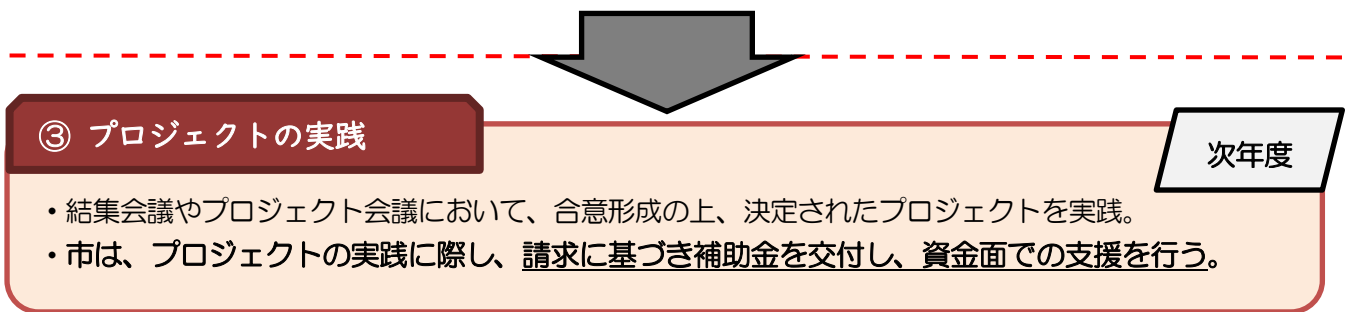 ③ プロジェクトの実践
次年度
・結集会議やプロジェクト会議において、合意形成の上、決定されたプロジェクトを実践。
・市は、プロジェクトの実践に際し、請求に基づき補助金を交付し、資金面での支援を行う。